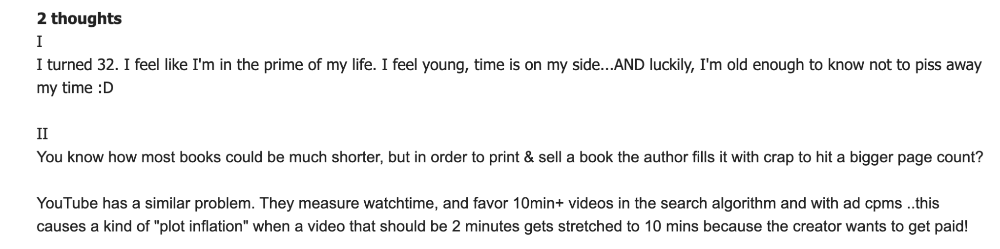 2 thoughts
I
I turned 32. I feel like I'm in the prime of my life. I feel young, time is on my side...AND luckily, I'm old enough to know not to piss away
my time :D
II
You know how most books could be much shorter, but in order to print & sell a book the author fills it with crap to hit a bigger page count?
YouTube has a similar problem. They measure watchtime, and favor 10min+ videos in the search algorithm and with ad cpms ..this
causes a kind of "plot inflation" when a video that should be 2 minutes gets stretched to 10 mins because the creator wants to get paid!